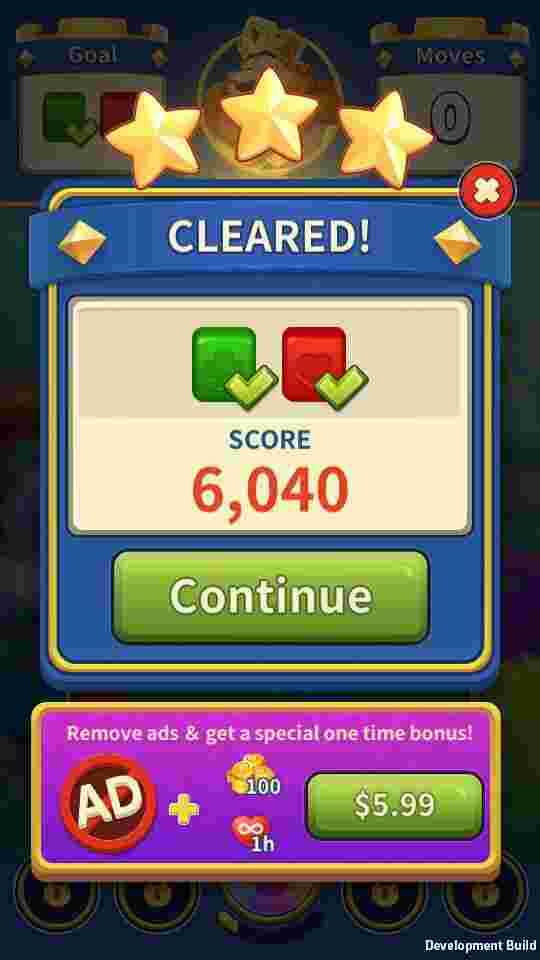 Goal
Moves
0
CLEARED!
SCORE
6,040
Continue
Remove ads & get a special one time bonus!
AD
100
1h
$5.99
Development Build